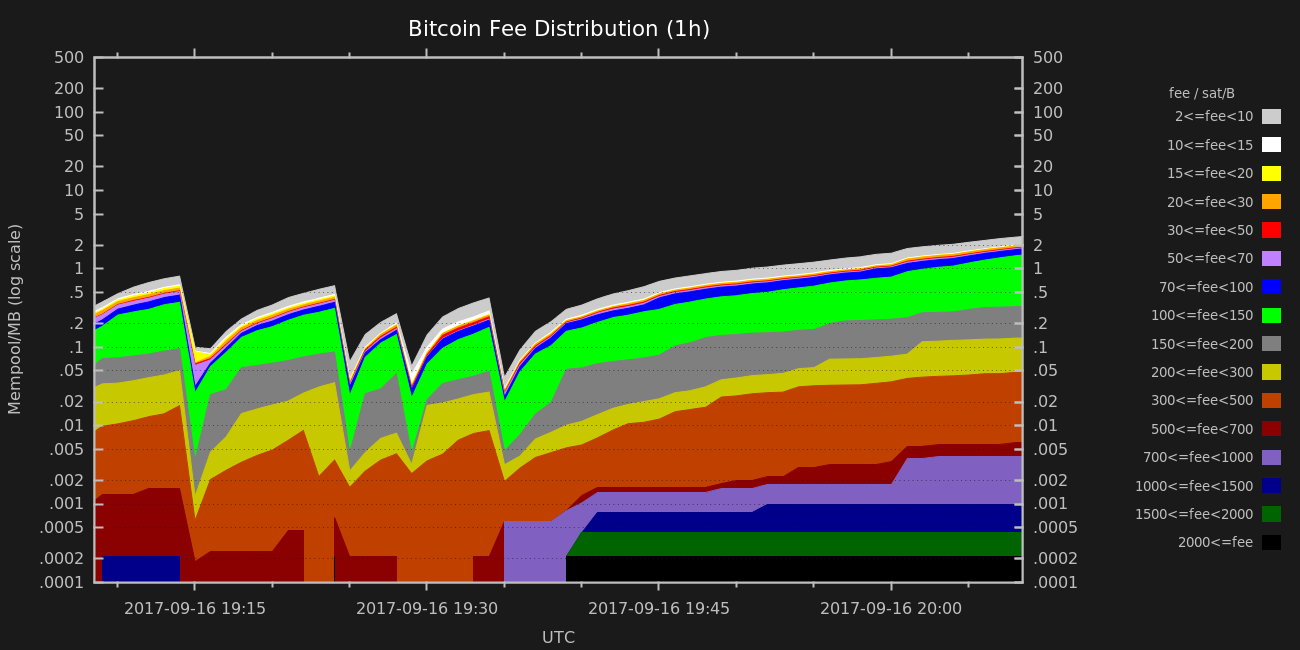 Bitcoin Fee Distribution (1h)
Mempool/MB (log scale)
500
200
100
50
20
10
5
2
1
.5
.2
.1
.05
.02
.01
.005
.002
.001
.0005
.0002
.0001
500
200
100
50
20
10
5
2
1
.5
.2
.1
.05
.02
.01
.005
.002
.001
.0005
.0002
.0001
2017-09-16 19:15
2017-09-16 19:30
2017-09-16 19:45
2017-09-16 20:00
UTC
fee / sat/B
2<=fee<10
10<=fee<15
15<=fee<20
20<=fee<30
30<=fee<50
50<=fee<70
70<=fee<100
100<=fee<150
150<=fee<200
200<=fee<300
300<=fee<500
500<=fee<700
700<=fee<1000
1000<=fee<1500
1500<=fee<2000
2000<=fee